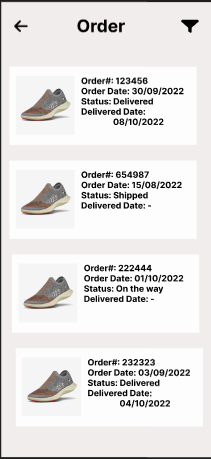 Order
Order#: 123456
Order Date: 30/09/2022
Status: Delivered
Delivered Date:
08/10/2022
Order#: 654987
Order Date: 15/08/2022
Status: Shipped
Delivered Date: -
Order#: 222444
Order Date: 01/10/2022
Status: On the way
Delivered Date: -
Order#: 232323
Order Date: 03/09/2022
Status: Delivered
Delivered Date:
04/10/2022